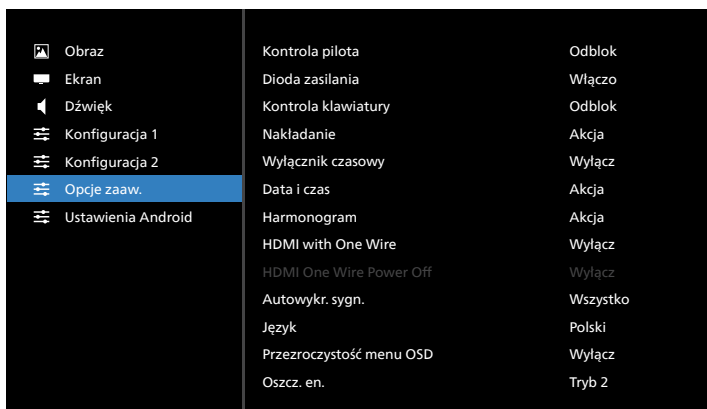 Obraz
Ekran
Dźwięk
Konfiguracja 1
Konfiguracja 2
Opcje zaaw.
Ustawienia Android
Kontrola pilota Odblok
Dioda zasilania Włączo
Kontrola klawiatury Odblok
Nakładanie Akcja
Wyłącznik czasowy Wyłącz
Data i czas Akcja
Harmonogram Akcja
HDMI with One Wire Wyłącz
HDMI One Wire Power Off Wyłącz
Autowykr. sygn. Wszystko
Język Polski
Przezroczystość menu OSD Wyłącz
Oszcz. en. Tryb 2